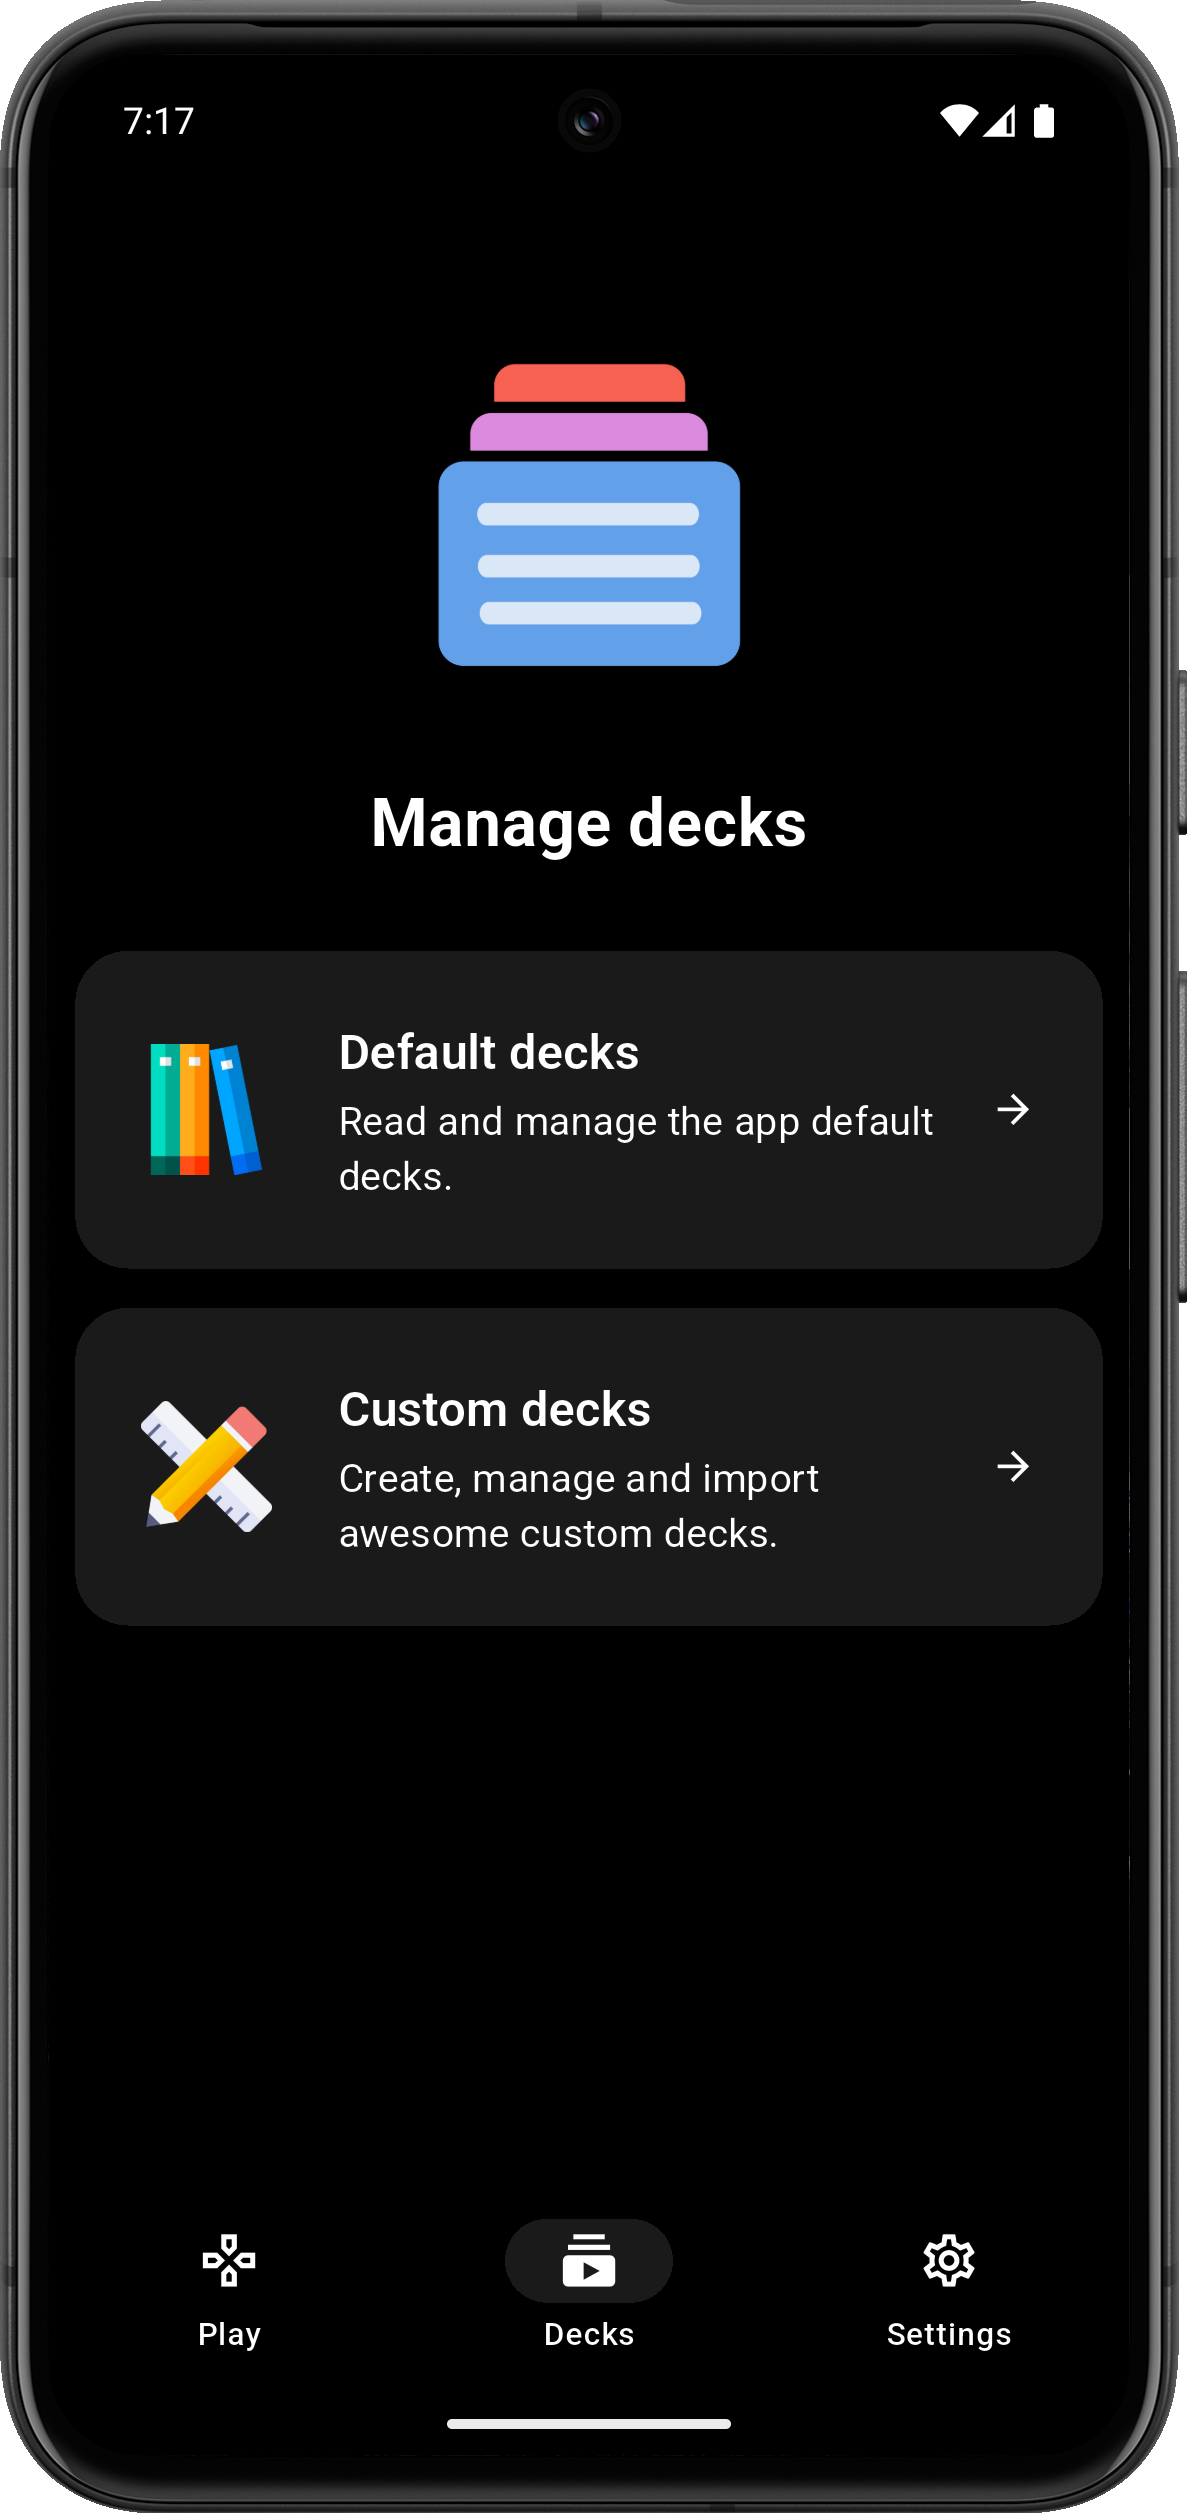 7:17
Manage decks
Default decks
Read and manage the app default
decks.
Custom decks
Create, manage and import
awesome custom decks.
Play
Decks
Settings